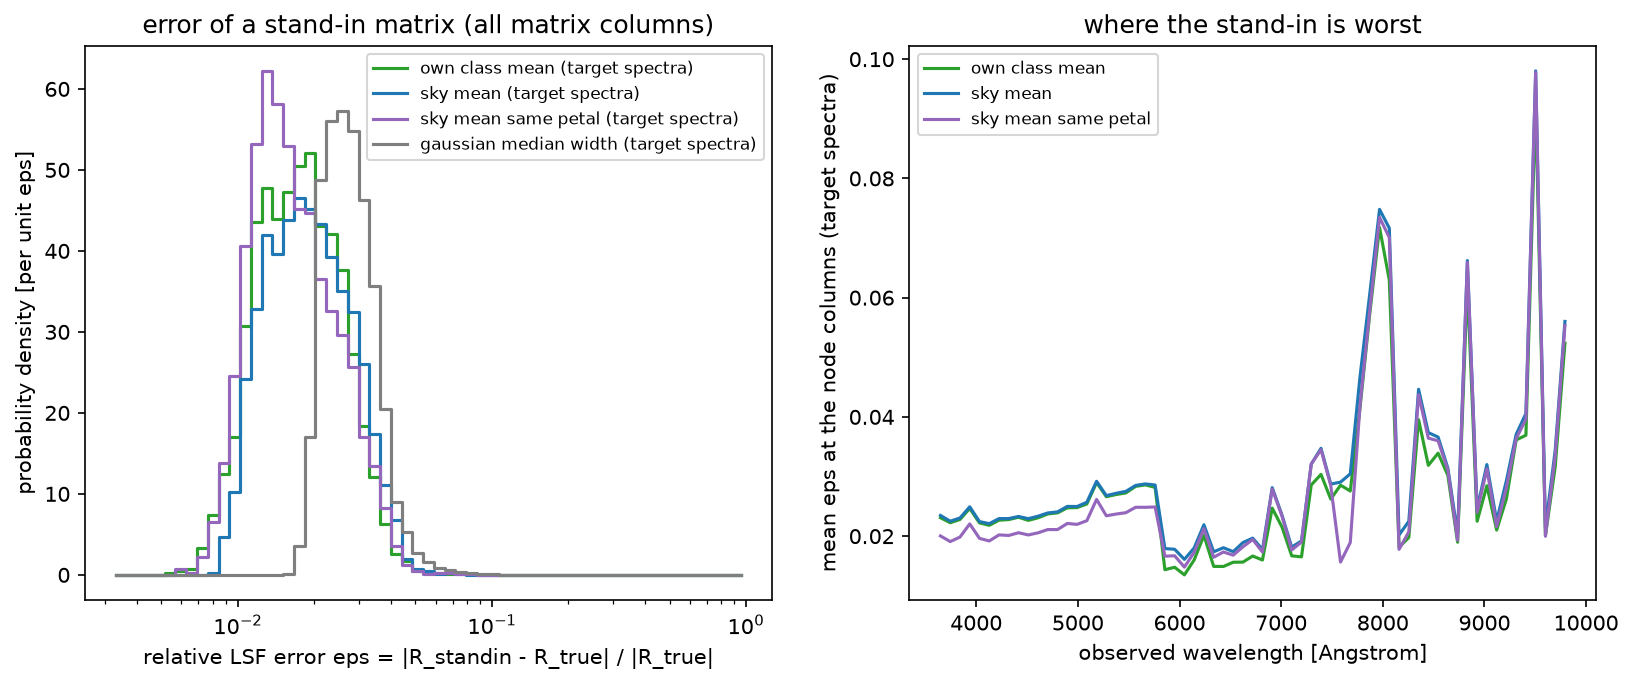 error of a stand-in matrix (all matrix columns)
probability density [per unit eps]
60
50
40
30
20
10
0
own class mean (target spectra)
sky mean (target spectra)
sky mean same petal (target spectra)
gaussian median width (target spectra)
10⁻²
10⁻¹
10⁰
relative LSF error eps = |R_standin - R_true| / |R_true|
where the stand-in is worst
mean eps at the node columns (target spectra)
0.10
0.08
0.06
0.04
0.02
own class mean
sky mean
sky mean same petal
4000
5000
6000
7000
8000
9000
10000
observed wavelength [Angstrom]